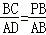 BC/AD = PB/AB